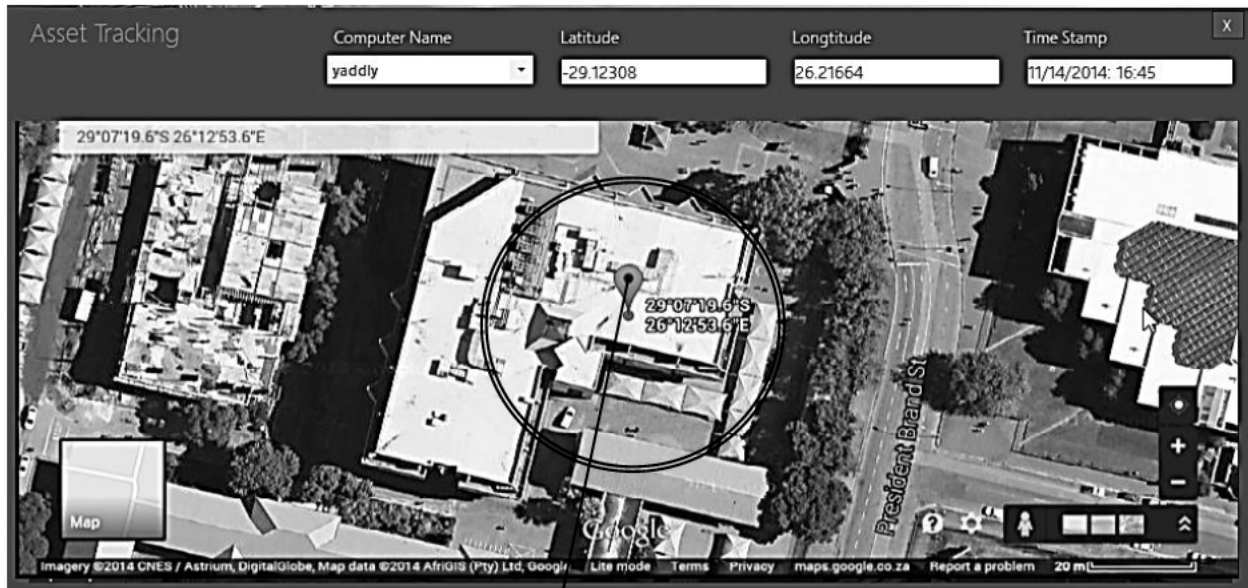 Asset Tracking
Computer Name
Latitude
Longtitude
Time Stamp
X
yaddly
-29.12308
26.21664
11/14/2014: 16:45
29°07'19.6"S 26°12'53.6"E
29°07'19.6"S
26°12'53.6"E
President Brand St
Map
Google
Imagery ©2014 CNES / Astrium, DigitalGlobe, Map data ©2014 AfriGIS (Pty) Ltd, Google
Lite mode
Terms
Privacy
maps.google.co.za
Report a problem
20 m